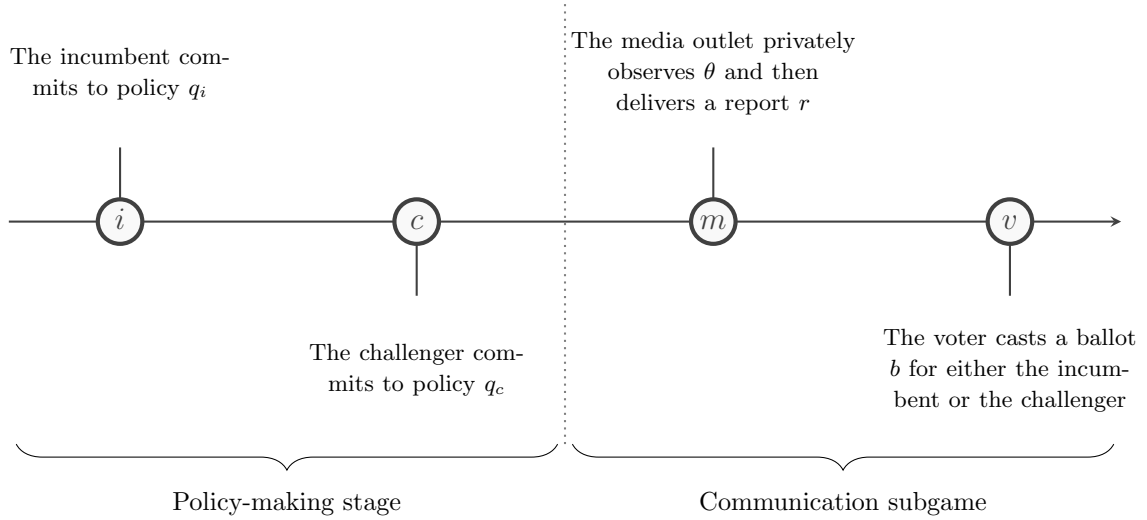 The incumbent com-
mits to policy q_i
The media outlet privately
observes θ and then
delivers a report r
i
c
m
v
The challenger com-
mits to policy q_c
The voter casts a ballot
b for either the incum-
bent or the challenger
Policy-making stage
Communication subgame